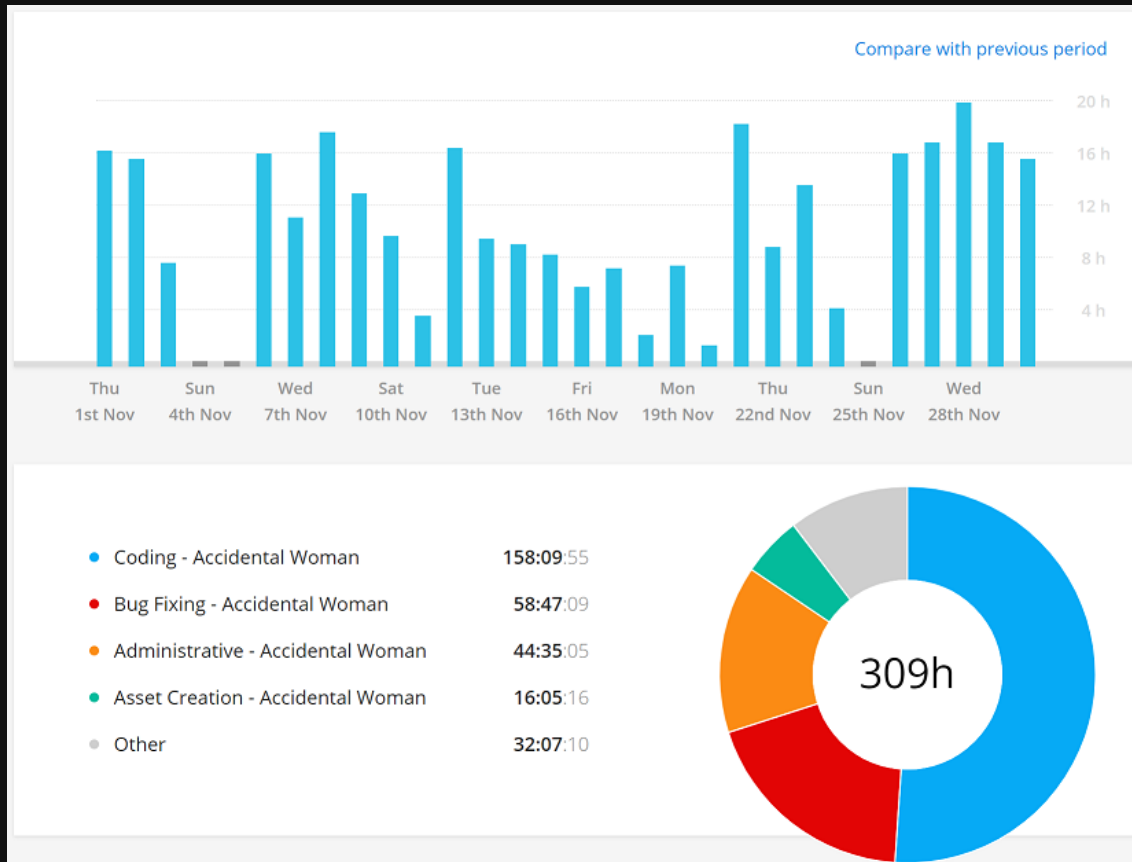 Compare with previous period
20 h
16 h
12 h
8 h
4 h
Thu Sun Wed Sat Tue Fri Mon Thu Sun Wed
1st Nov 4th Nov 7th Nov 10th Nov 13th Nov 16th Nov 19th Nov 22nd Nov 25th Nov 28th Nov
Coding - Accidental Woman 158:09:55
Bug Fixing - Accidental Woman 58:47:09
Administrative - Accidental Woman 44:35:05
Asset Creation - Accidental Woman 16:05:16
Other 32:07:10
309h